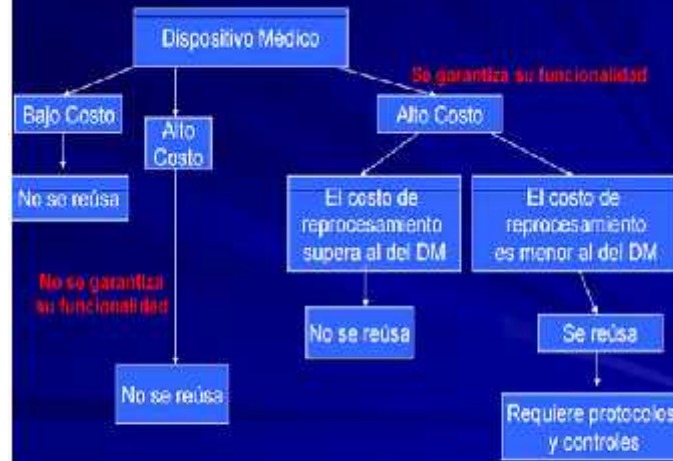 Dispositivo Médico
Se garantiza su funcionalidad
Bajo Costo
Alto
Costo
Alto Costo
No se reúsa
El costo de
reprocesamiento
supera al del DM
El costo de
reprocesamiento
es menor al del DM
No se garantiza
su funcionalidad
No se reúsa
Se reúsa
No se reúsa
Requiere protocolos
y controles